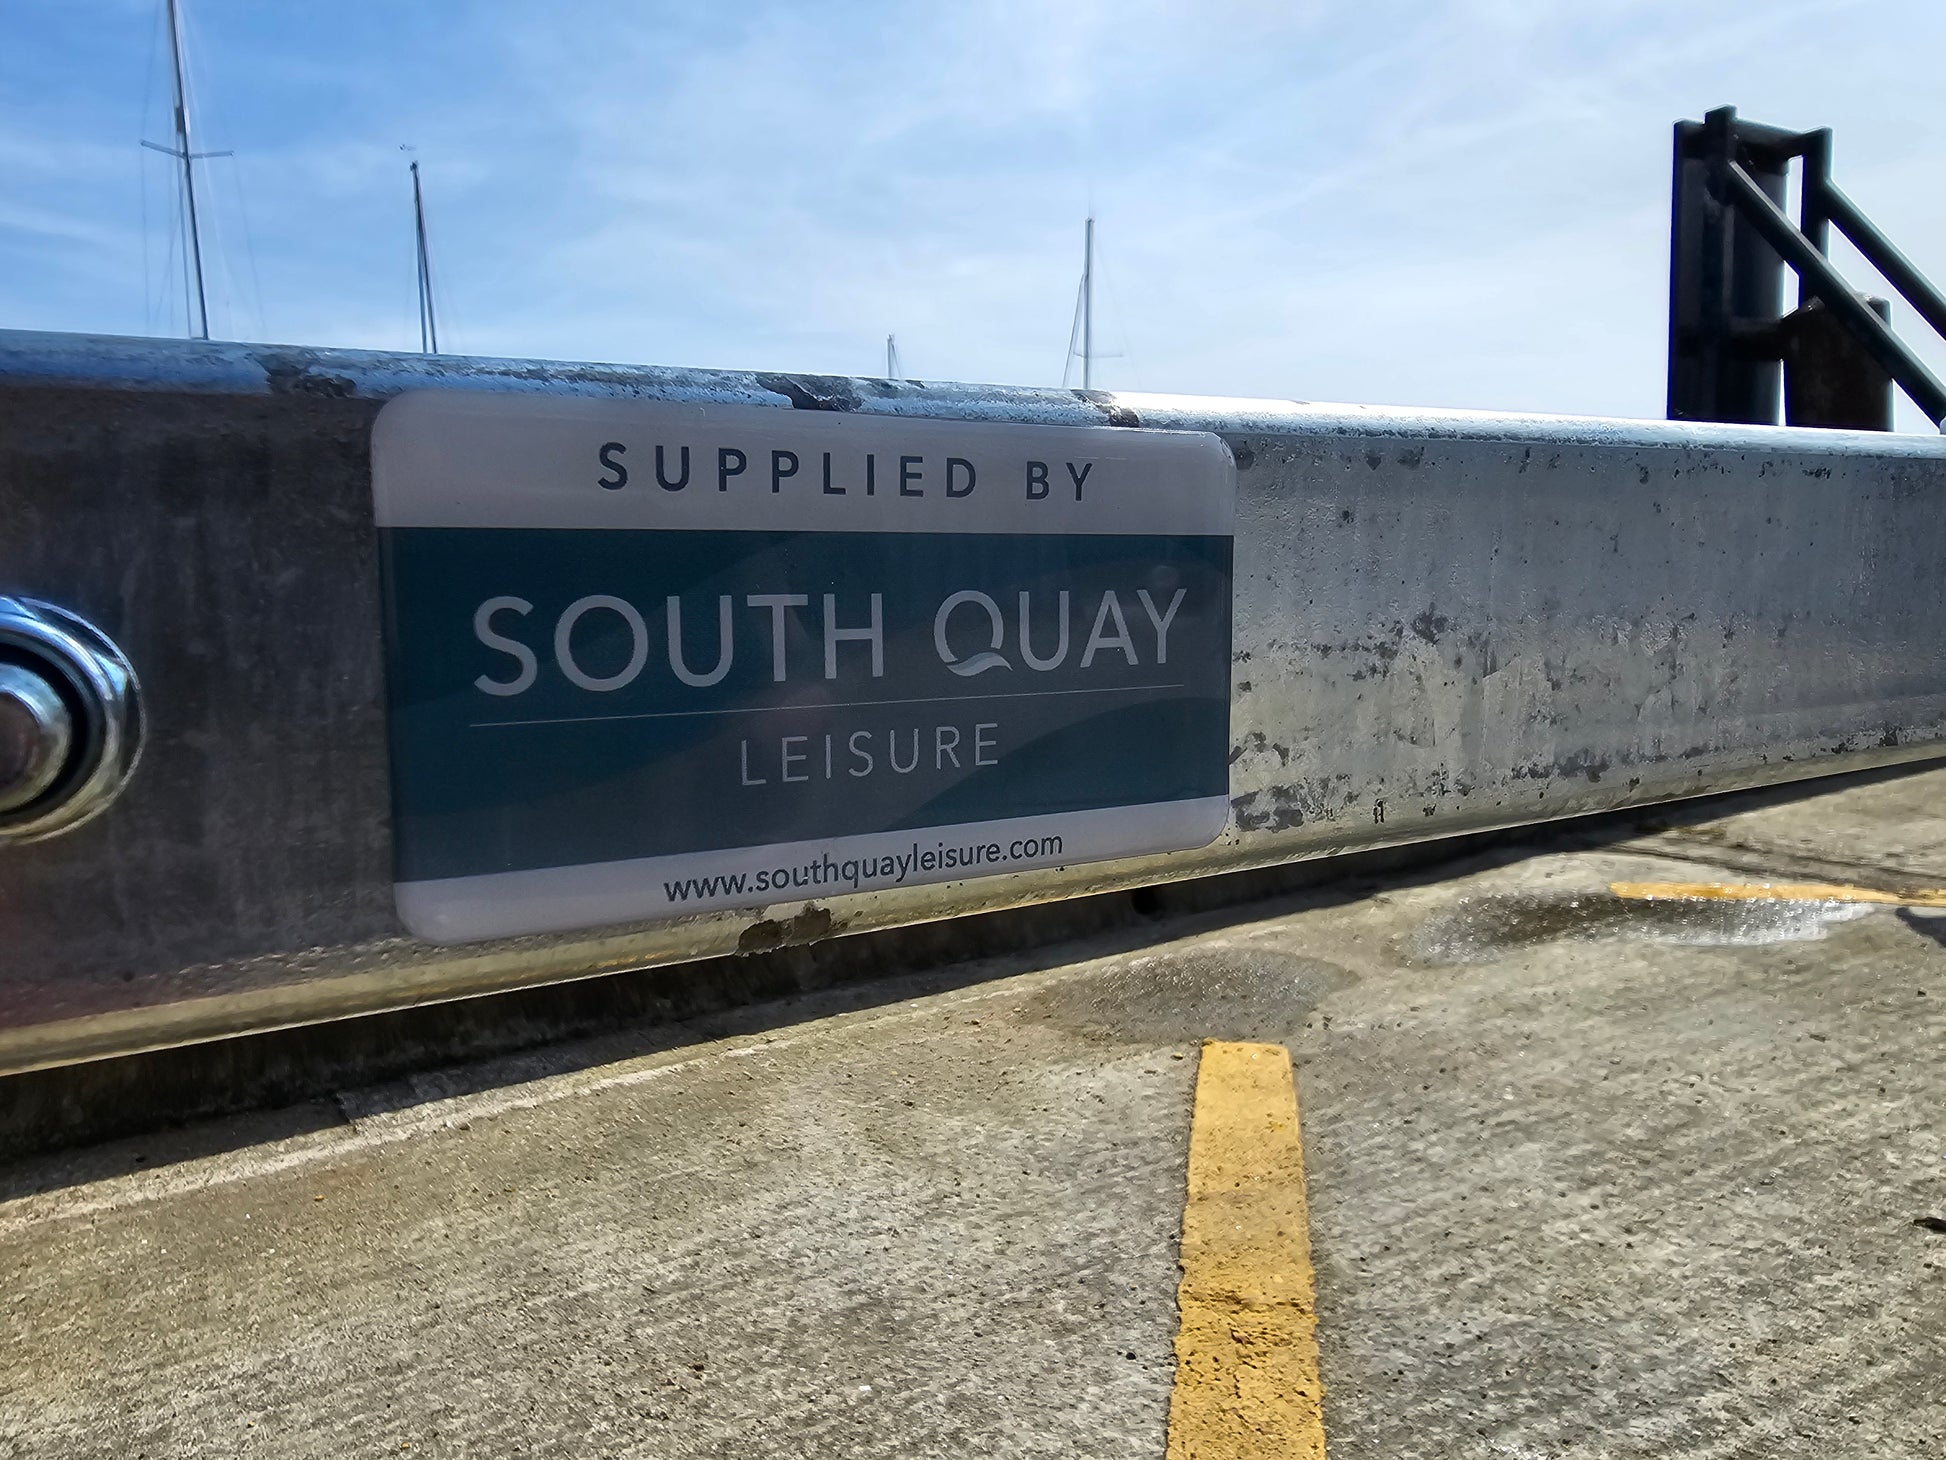 SUPPLIED BY
SOUTH QUAY
LEISURE
www.southquayleisure.com